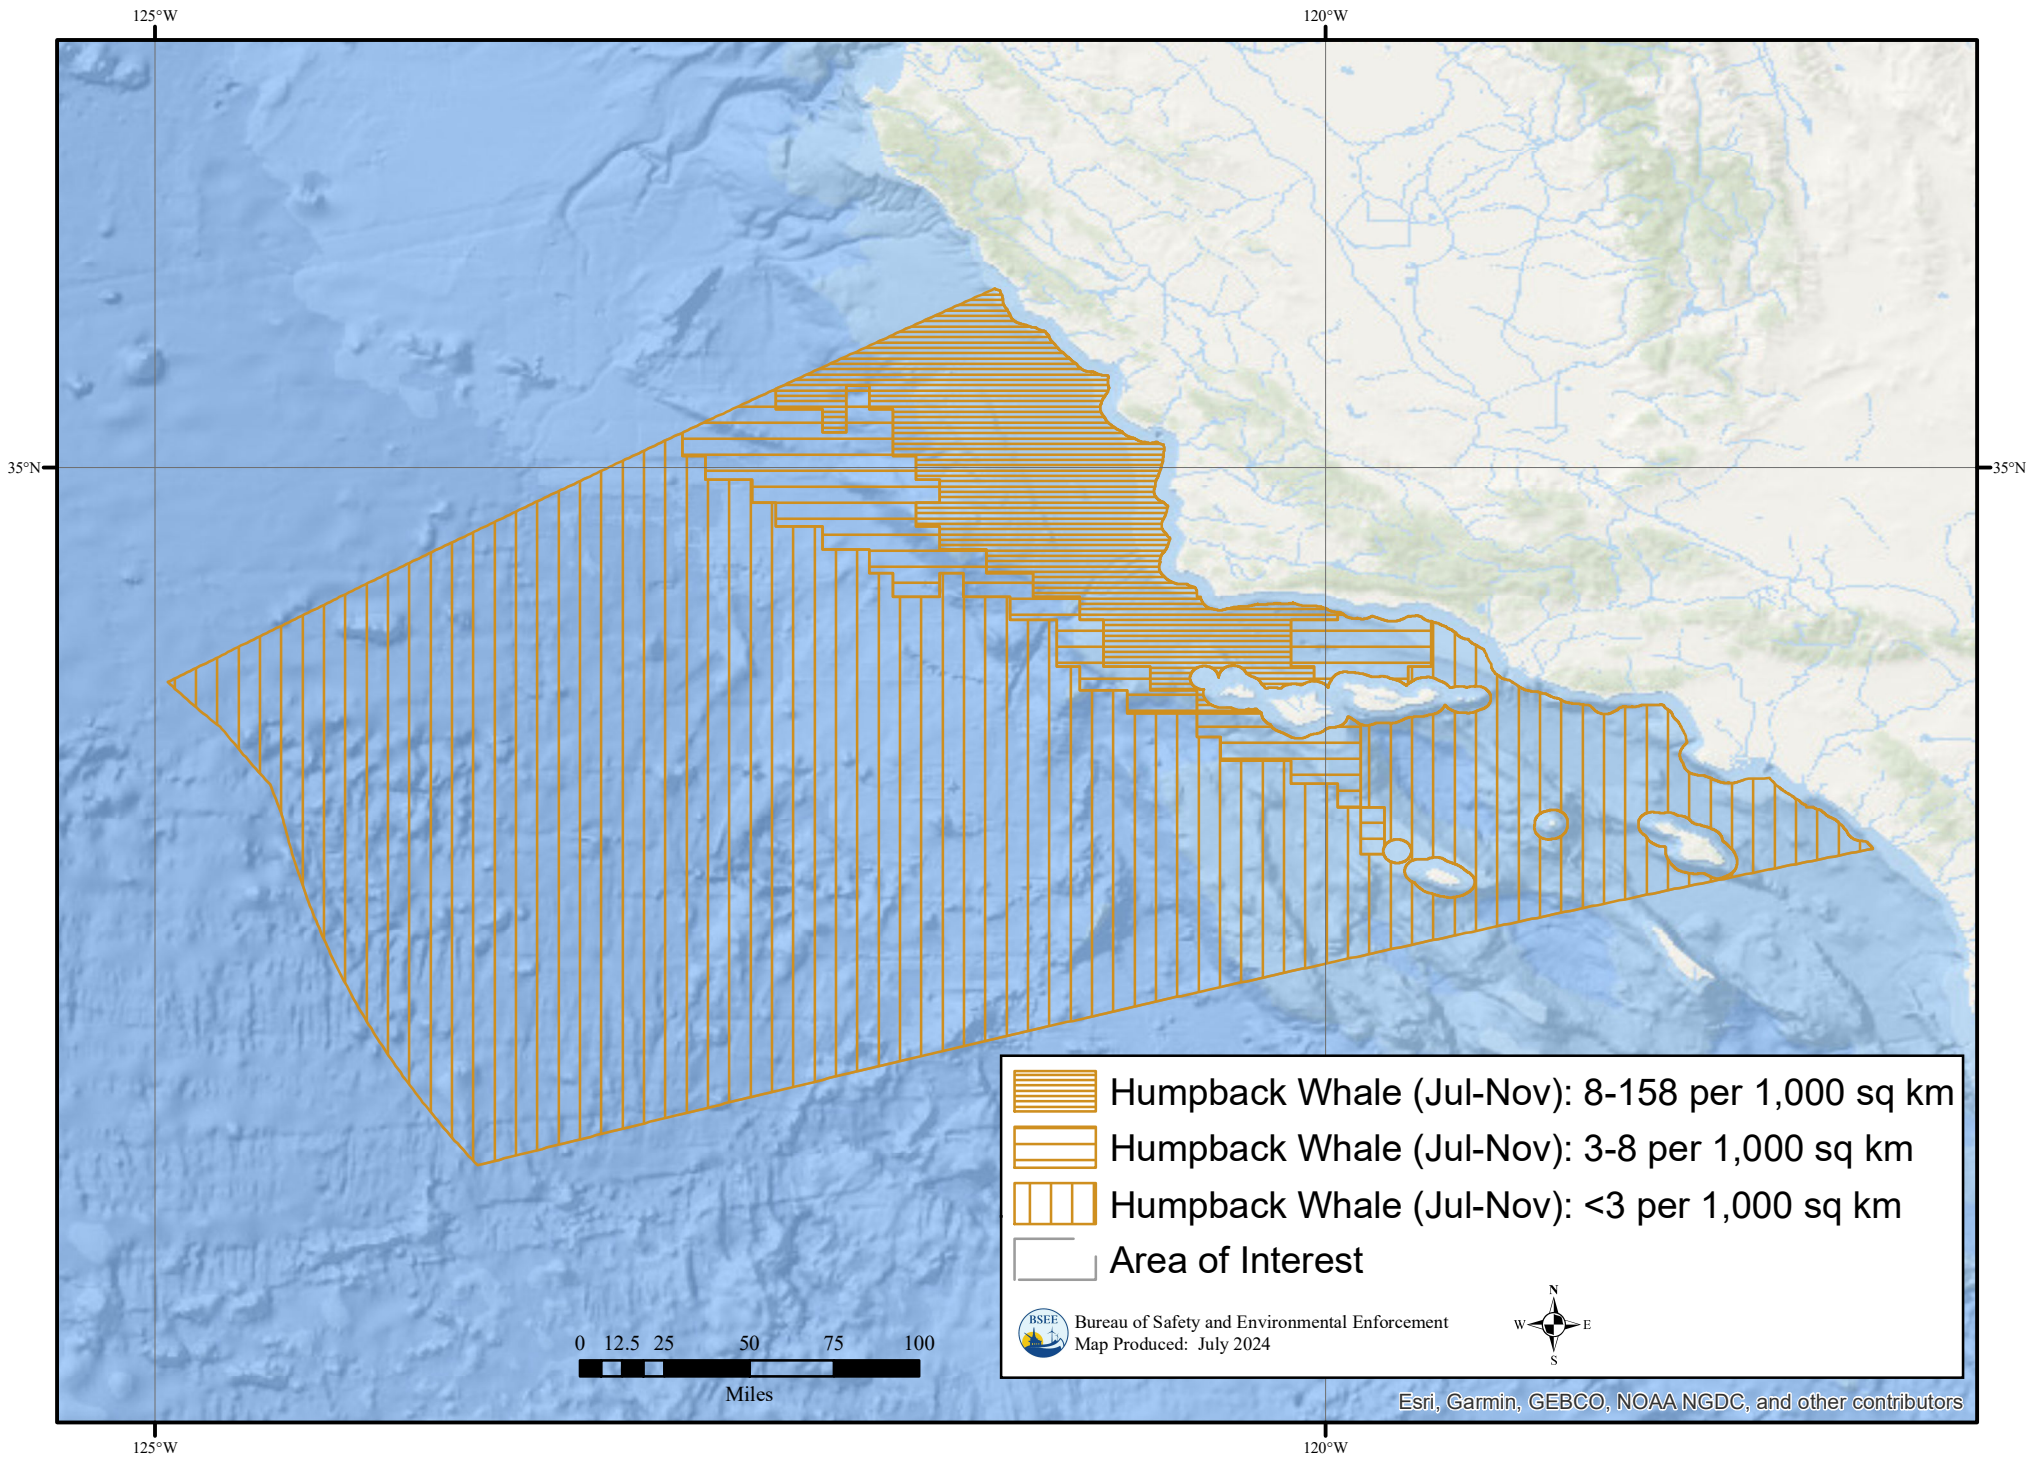 125°W 120°W
35°N 35°N
Humpback Whale (Jul-Nov): 8-158 per 1,000 sq km
Humpback Whale (Jul-Nov): 3-8 per 1,000 sq km
Humpback Whale (Jul-Nov): <3 per 1,000 sq km
Area of Interest
BSEE
Bureau of Safety and Environmental Enforcement
Map Produced: July 2024
N
W E
S
0 12.5 25 50 75 100
Miles
Esri, Garmin, GEBCO, NOAA NGDC, and other contributors
125°W 120°W